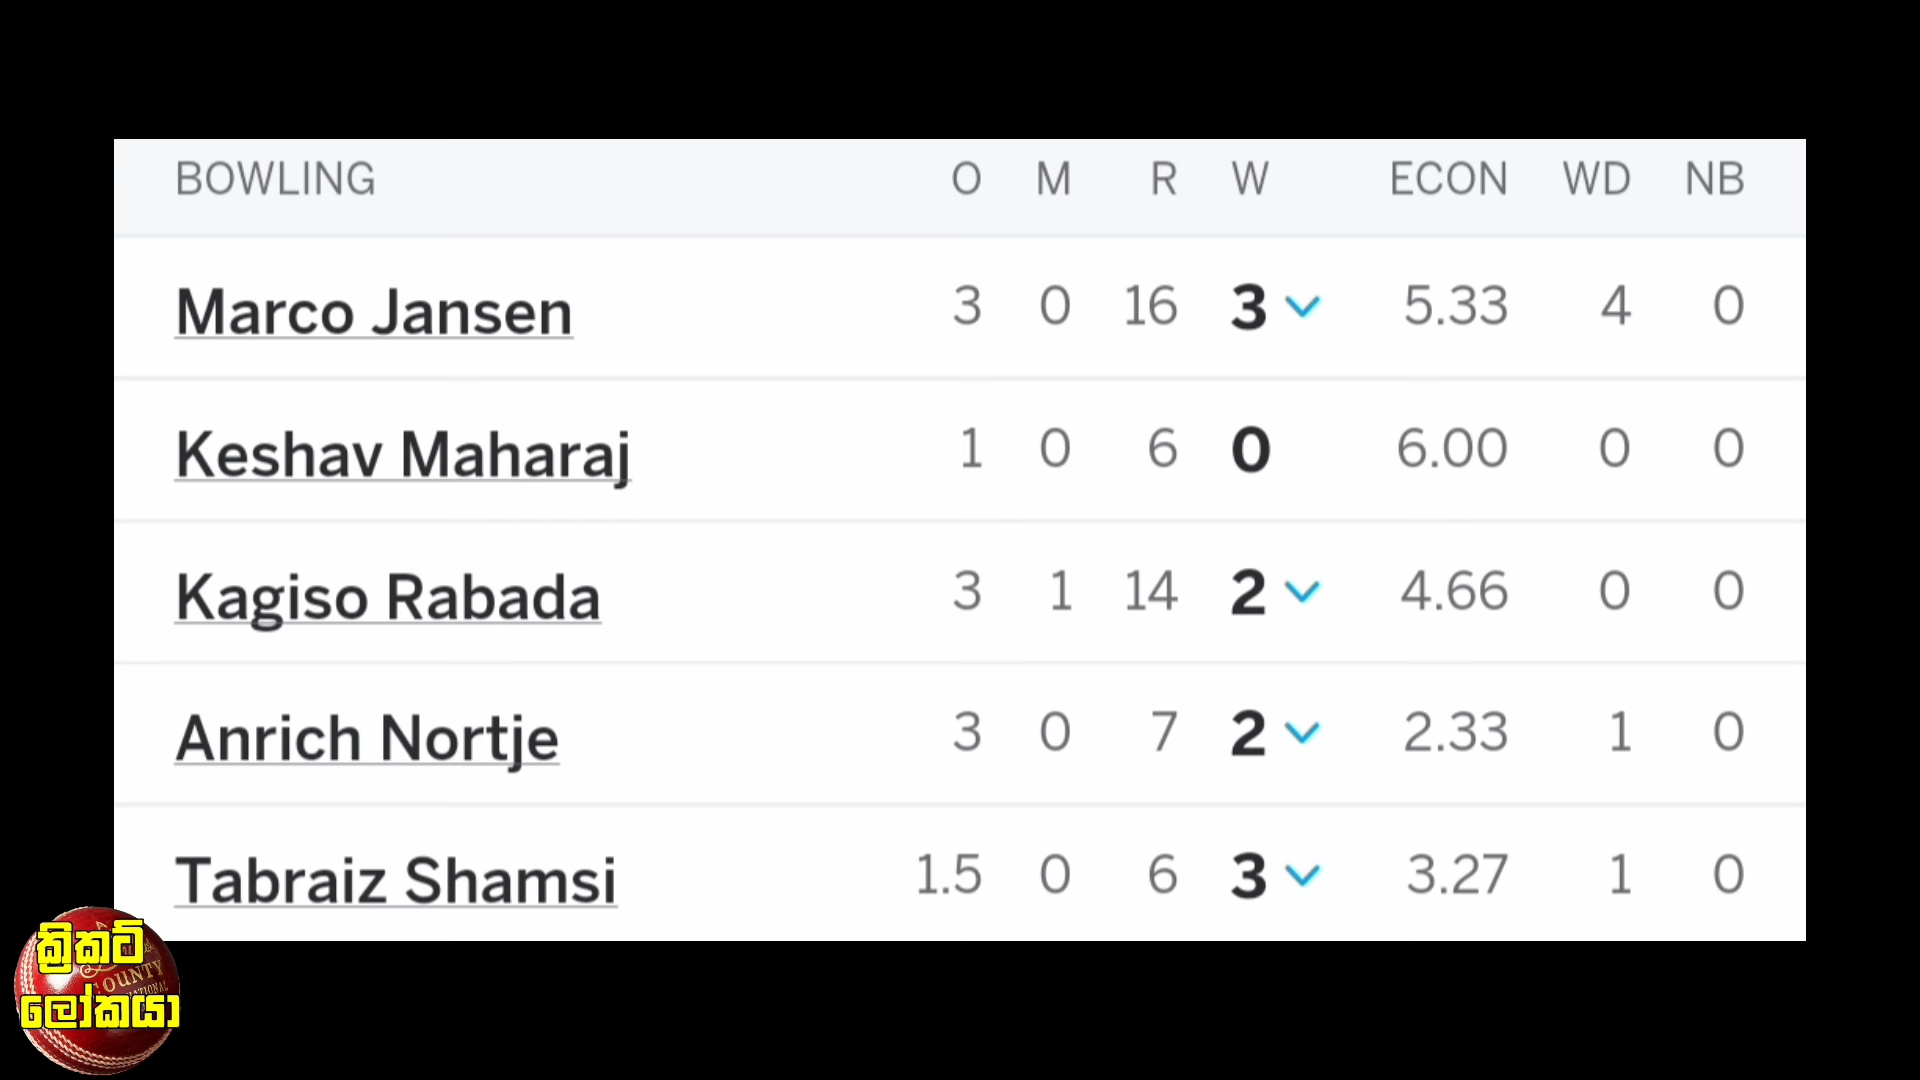 BOWLING O M R W ECON WD NB
Marco Jansen 3 0 16 3 5.33 4 0
Keshav Maharaj 1 0 6 0 6.00 0 0
Kagiso Rabada 3 1 14 2 4.66 0 0
Anrich Nortje 3 0 7 2 2.33 1 0
Tabraiz Shamsi 1.5 0 6 3 3.27 1 0
ක්‍රිකට්
COUNTY
ලෝකයා